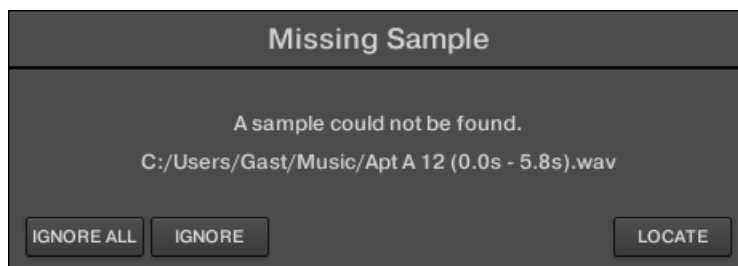 Missing Sample
A sample could not be found.
C:/Users/Gast/Music/Apt A 12 (0.0s - 5.8s).wav
IGNORE ALL IGNORE LOCATE